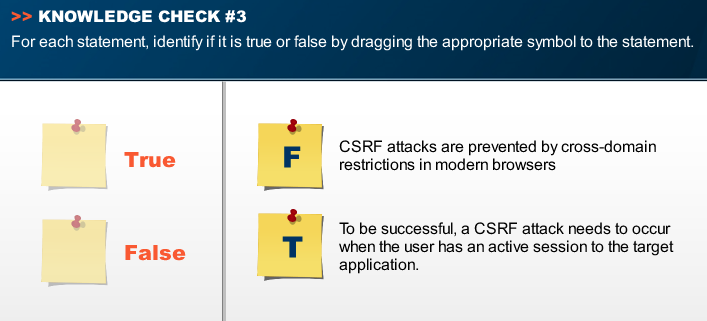 >> KNOWLEDGE CHECK #3
For each statement, identify if it is true or false by dragging the appropriate symbol to the statement.
True
False
F
CSRF attacks are prevented by cross-domain
restrictions in modern browsers
T
To be successful, a CSRF attack needs to occur
when the user has an active session to the target
application.